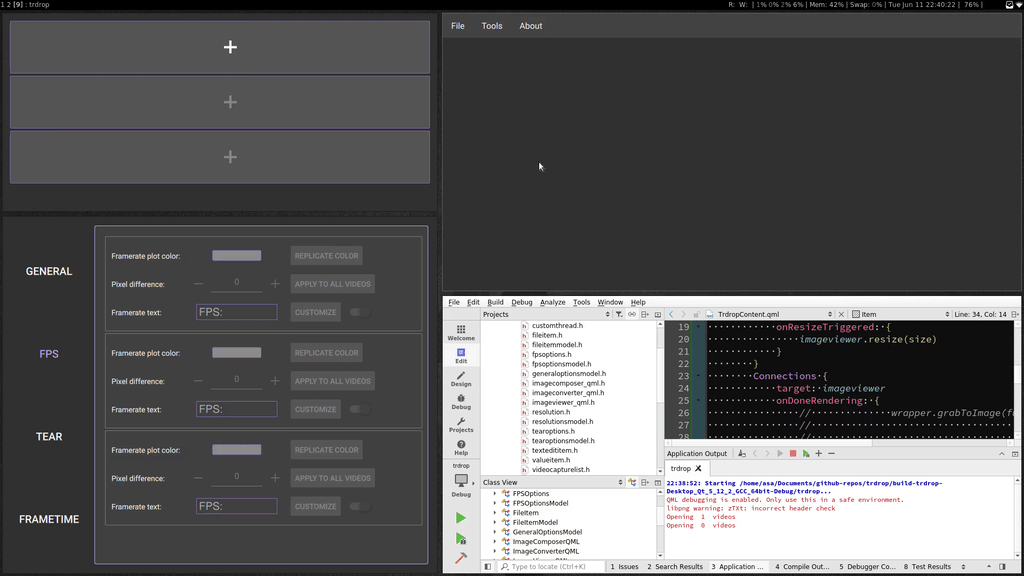 1 2 [9] : trdrop
R: W: | 1% 0% 2% 6% | Mem: 42% | Swap: 0% | Tue Jun 11 22:40:22 | 76% |
GENERAL
FPS
TEAR
FRAMETIME
Framerate plot color: REPLICATE COLOR
Pixel difference: — 0 + APPLY TO ALL VIDEOS
Framerate text: FPS: CUSTOMIZE
Framerate plot color: REPLICATE COLOR
Pixel difference: — 0 + APPLY TO ALL VIDEOS
Framerate text: FPS: CUSTOMIZE
Framerate plot color: REPLICATE COLOR
Pixel difference: — 0 + APPLY TO ALL VIDEOS
Framerate text: FPS: CUSTOMIZE
File Tools About
File Edit Build Debug Analyze Tools Window Help
Welcome
Edit
Design
Debug
Projects
Help
trdrop
Debug
Projects
customthread.h
fileitem.h
fileitemmodel.h
fpsoptions.h
fpsoptionsmodel.h
generaloptionsmodel.h
imagecomposer_qml.h
imageconverter_qml.h
imageviewer_qml.h
resolution.h
resolutionsmodel.h
tearoptions.h
tearoptionsmodel.h
texteditItem.h
valueitem.h
videocapturelist.h
Class View
FPSOptions
FPSOptionsModel
FileItem
FileItemModel
GeneralOptionsModel
ImageComposerQML
ImageConverterQML
TrdropContent.qml Item Line: 34, Col: 14
19 onResizeTriggered: {
20 imageviewer.resize(size)
21 }
22 }
23 Connections {
24 target: imageviewer
25 onDoneRendering: {
26 // wrapper.grabToImage(
27 //
28 //
Application Output
trdrop
22:38:52: Starting /home/asa/Documents/github-repos/trdrop/build-trdrop-
Desktop_Qt_5_12_2_GCC_64bit-Debug/trdrop...
QML debugging is enabled. Only use this in a safe environment.
libpng warning: zTXt: incorrect header check
Opening 1 videos
Opening 0 videos
Type to locate (Ctrl+K) 1 Issues 2 Search Results 3 Application ... 4 Compile Out... 5 Debugger Co... 8 Test Results